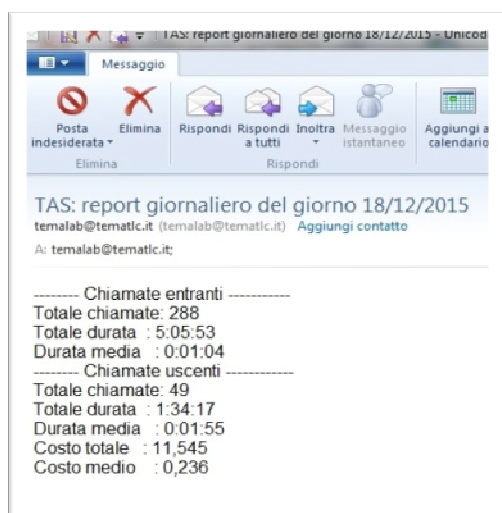 TAS: report giornaliero del giorno 18/12/2015 - Unicod
Messaggio
Posta indesiderata
Elimina
Rispondi
Rispondi a tutti
Inoltra
Messaggio istantaneo
Aggiungi a calendario
Elimina
Rispondi
TAS: report giornaliero del giorno 18/12/2015
temalab@tematlc.it (temalab@tematlc.it) Aggiungi contatto
A: temalab@tematlc.it;
-------- Chiamate entranti -----------
Totale chiamate: 288
Totale durata : 5:05:53
Durata media : 0:01:04
-------- Chiamate uscenti ------------
Totale chiamate: 49
Totale durata : 1:34:17
Durata media : 0:01:55
Costo totale : 11,545
Costo medio : 0,236